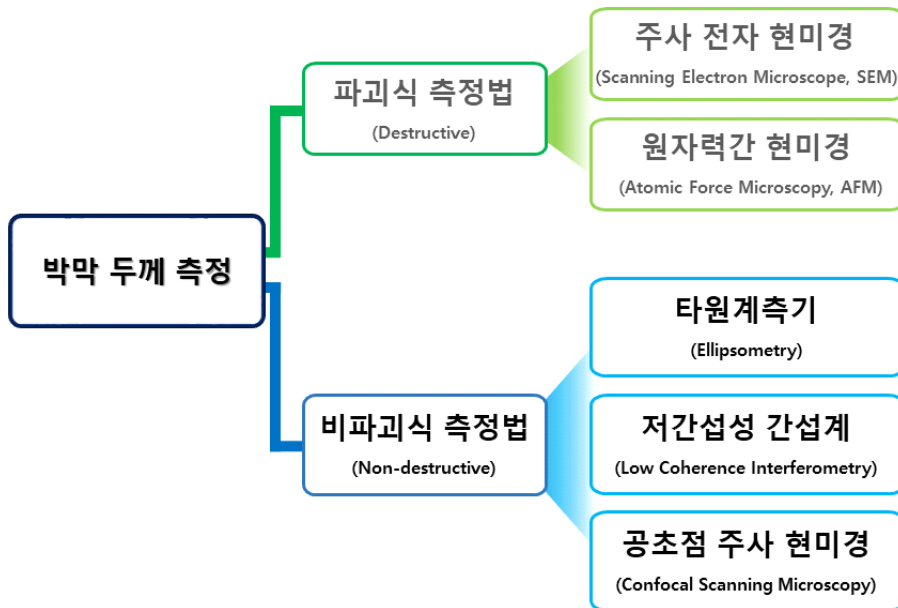 박막 두께 측정
파괴식 측정법
(Destructive)
주사 전자 현미경
(Scanning Electron Microscope, SEM)
원자력간 현미경
(Atomic Force Microscopy, AFM)
비파괴식 측정법
(Non-destructive)
타원계측기
(Ellipsometry)
저간섭성 간섭계
(Low Coherence Interferometry)
공초점 주사 현미경
(Confocal Scanning Microscopy)